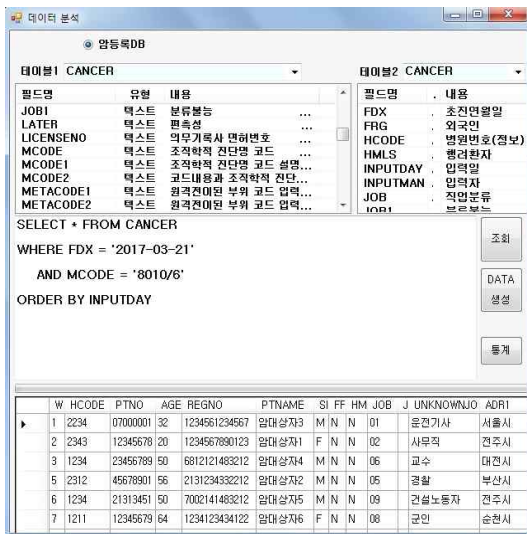 데이터 분석
암등록DB
테이블1 CANCER
테이블2 CANCER
필드명 유형 내용
JOB1 텍스트 분류불능 ...
LATER 텍스트 편측성 ...
LICENSENO 텍스트 의무기록사 면허번호 ...
MCODE 텍스트 조직학적 진단명 코드 ...
MCODE1 텍스트 조직학적 진단명 코드 설명...
MCODE2 텍스트 코드내용과 조직학적 진단...
METACODE1 텍스트 원격전이된 부위 코드 입력...
METACODE2 텍스트 원격전이된 부위 코드 입력...
필드명 . 내용
FDX . 초진연월일
FRG . 외국인
HCODE . 병원번호(정보)
HMLS . 행려환자
INPUTDAY . 입력일
INPUTMAN . 입력자
JOB . 직업분류
JOB1 분류불능
SELECT * FROM CANCER
WHERE FDX = '2017-03-21'
AND MCODE = '8010/6'
ORDER BY INPUTDAY
조회
DATA
생성
통계
W HCODE PTNO AGE REGNO PTNAME SI FF HM JOB J UNKNOWNJO ADR1
1 2234 07000001 32 1234561234567 암대상자3 M N N 01 운전기사 서울시
2 2343 12345678 20 1234567890123 암대상자1 F N N 02 사무직 전주시
3 1234 23456789 50 6812121483212 암대상자4 M N N 06 교수 대전시
5 2312 45678901 56 2131234332212 암대상자2 M N N 05 경찰 부산시
6 1234 21313451 50 7002141483212 암대상자5 M N N 09 건설노동자 전주시
7 1211 12345679 64 1234123434122 암대상자6 F N N 08 군인 순천시